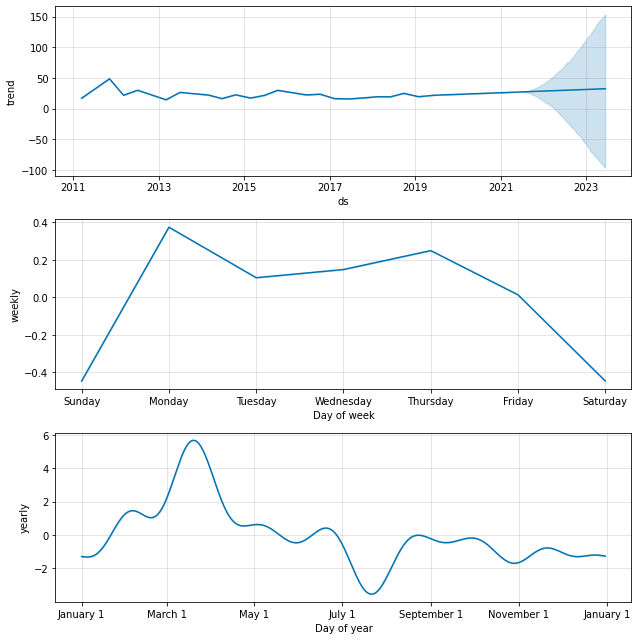 150
100
50
0
−50
−100
trend
2011 2013 2015 2017 2019 2021 2023
ds
0.4
0.2
0.0
−0.2
−0.4
weekly
Sunday Monday Tuesday Wednesday Thursday Friday Saturday
Day of week
6
4
2
0
−2
yearly
January 1 March 1 May 1 July 1 September 1 November 1 January 1
Day of year